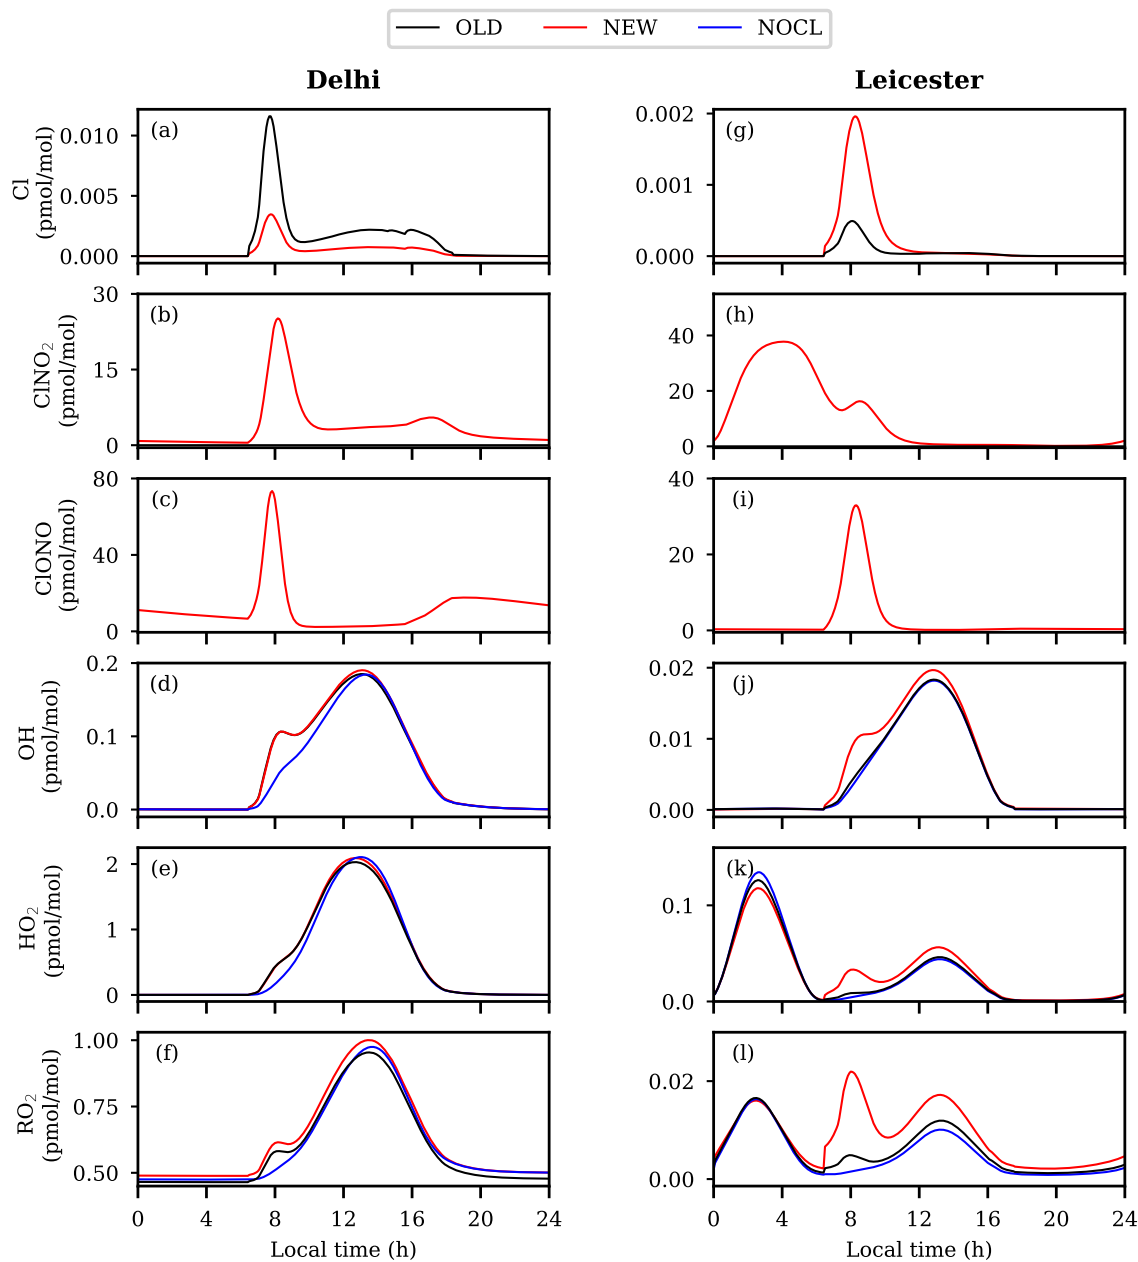 OLD NEW NOCL
Delhi Leicester
(a) (g)
Cl
(pmol/mol)
0.010
0.005
0.000
0.002
0.001
0.000
(b) (h)
ClNO₂
(pmol/mol)
30
15
0
40
20
0
(c) (i)
ClONO
(pmol/mol)
80
40
0
40
20
0
(d) (j)
OH
(pmol/mol)
0.2
0.1
0.0
0.02
0.01
0.00
(e) (k)
HO₂
(pmol/mol)
2
1
0
0.1
0.0
(f) (l)
RO₂
(pmol/mol)
1.00
0.75
0.50
0.02
0.00
0 4 8 12 16 20 24 0 4 8 12 16 20 24
Local time (h) Local time (h)